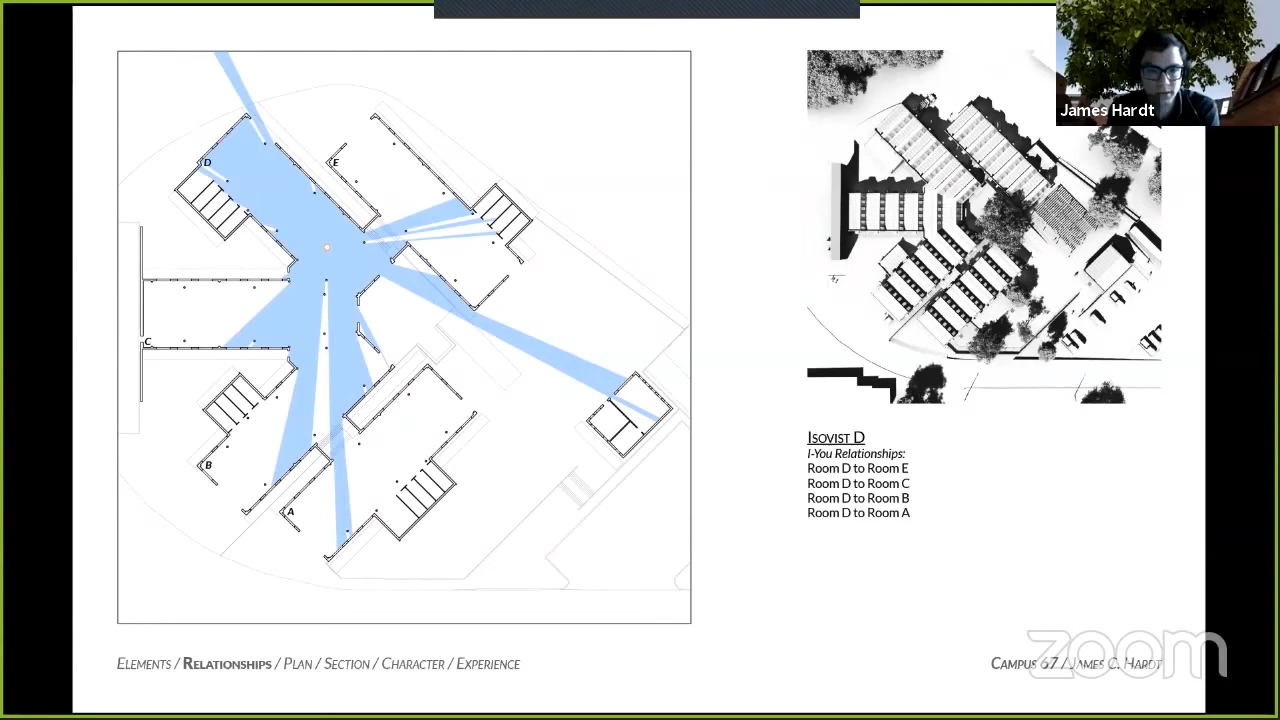 James Hardt
D
E
C
B
A
Isovist D
I-You Relationships:
Room D to Room E
Room D to Room C
Room D to Room B
Room D to Room A
Elements / Relationships / Plan / Section / Character / Experience
Campus 67 / James C. Hardt
zoom